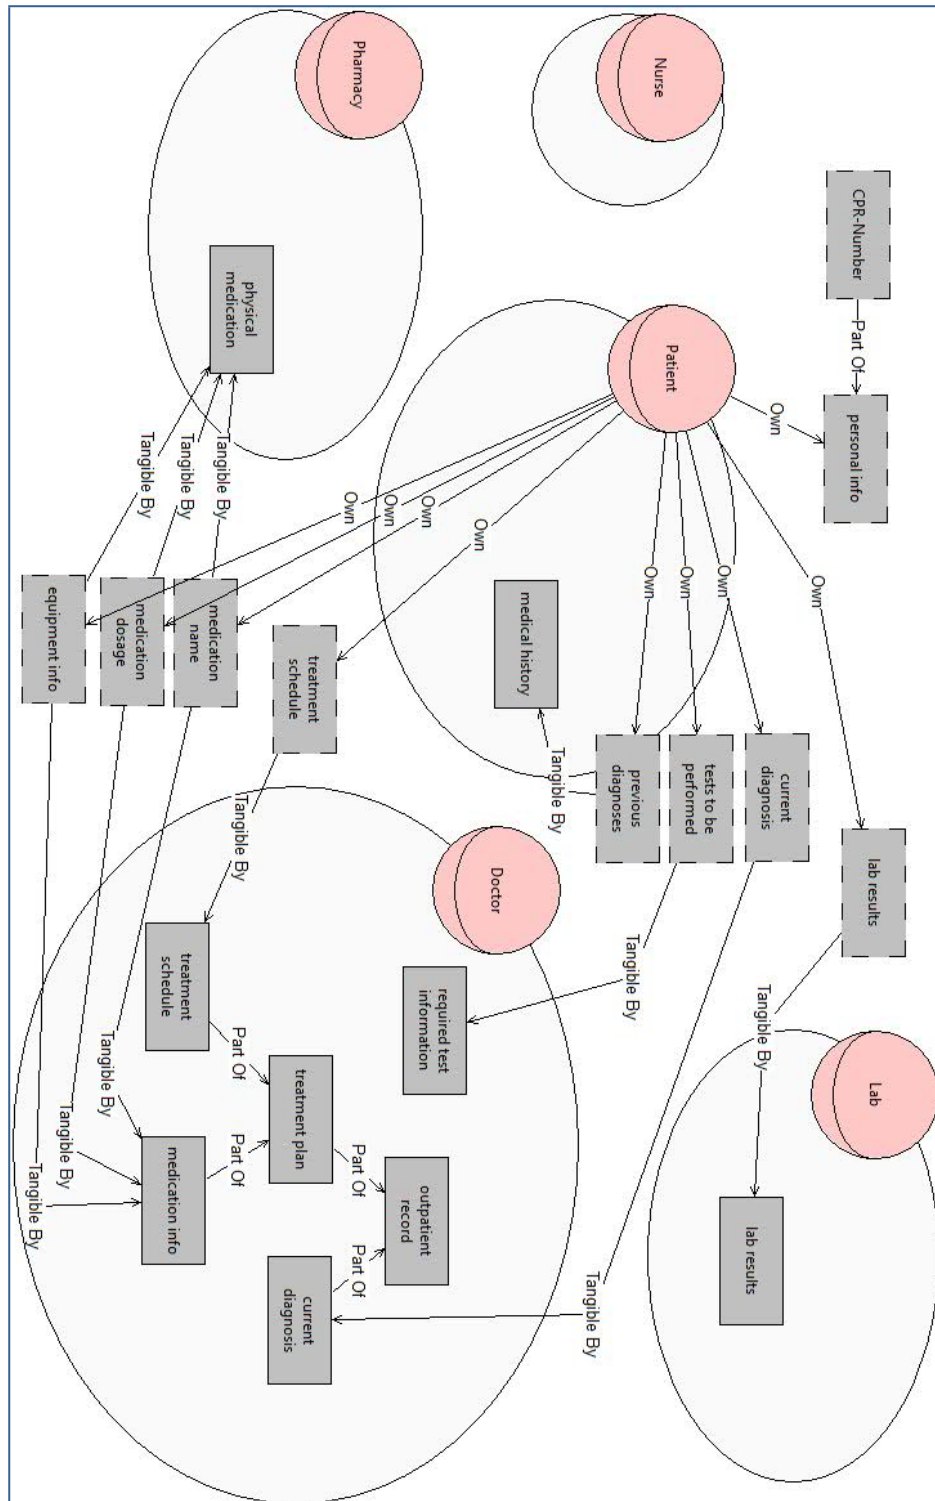 CPR-Number
Part Of
personal info
lab results
Lab
Own
Own
current
diagnosis
Tangible By
lab results
Own
Nurse
Patient
Own
tests to be
performed
Own
previous
diagnoses
Tangible By
Tangible By
Tangible By
medical history
Doctor
required test
information
Own
outpatient
record
Pharmacy
Own
Own
Own
treatment
schedule
treatment plan
Part Of
Part Of
current
diagnosis
physical
medication
Tangible By
Part Of
Part Of
Tangible By
medication
name
treatment
schedule
medication info
Tangible By
Tangible By
medication
dosage
Tangible By
Tangible By
equipment info
Tangible By